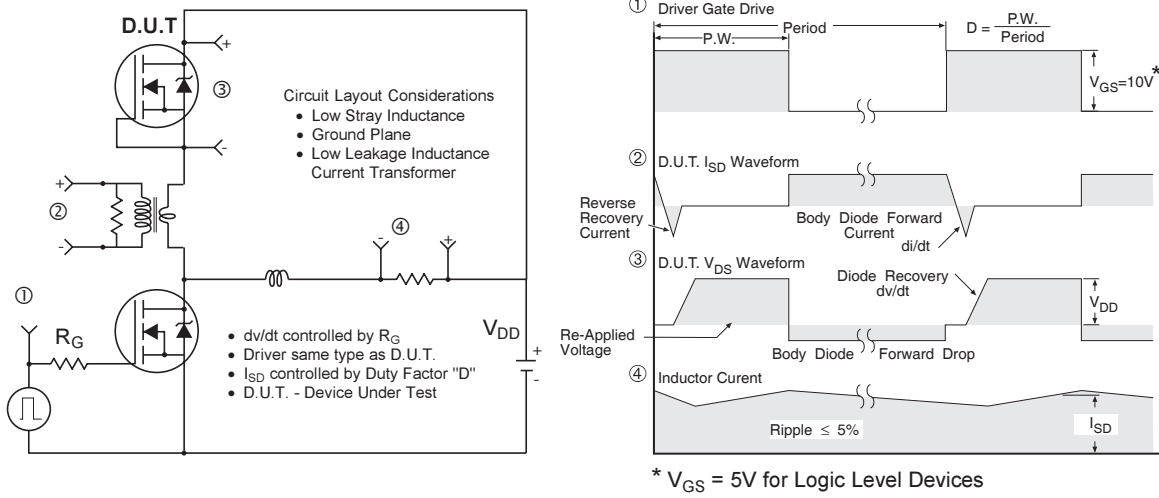 D.U.T
+
③
-
Circuit Layout Considerations
• Low Stray Inductance
• Ground Plane
• Low Leakage Inductance
Current Transformer
+
②
-
④
-
+
①
R_G
V_DD
+
-
• dv/dt controlled by R_G
• Driver same type as D.U.T.
• I_SD controlled by Duty Factor "D"
• D.U.T. - Device Under Test
① Driver Gate Drive
P.W.
Period
D = P.W. / Period
V_GS=10V *
② D.U.T. I_SD Waveform
Reverse
Recovery
Current
Body Diode Forward
Current
di/dt
③ D.U.T. V_DS Waveform
Diode Recovery
dv/dt
V_DD
Re-Applied
Voltage
Body Diode Forward Drop
④ Inductor Curent
Ripple ≤ 5%
I_SD
* V_GS = 5V for Logic Level Devices